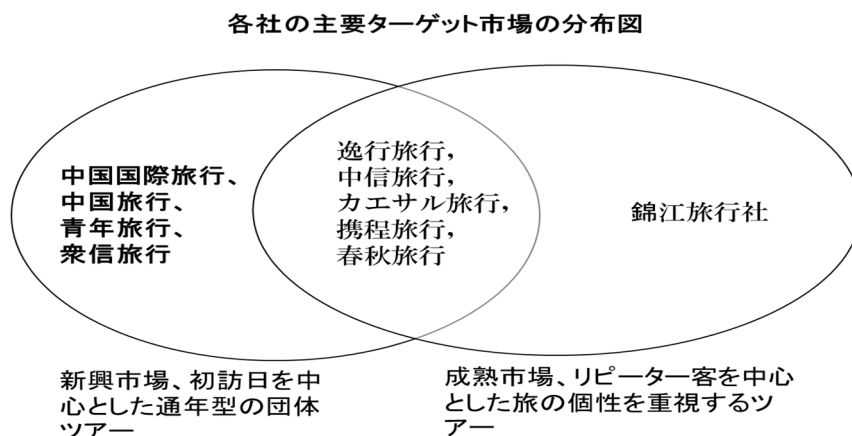 各社の主要ターゲット市場の分布図
中国国際旅行、
中国旅行、
青年旅行、
衆信旅行
逸行旅行，
中信旅行，
カエサル旅行，
携程旅行，
春秋旅行
錦江旅行社
新興市場、初訪日を中
心とした通年型の団体
ツアー
成熟市場、リピーター客を中心
とした旅の個性を重視するツ
アー